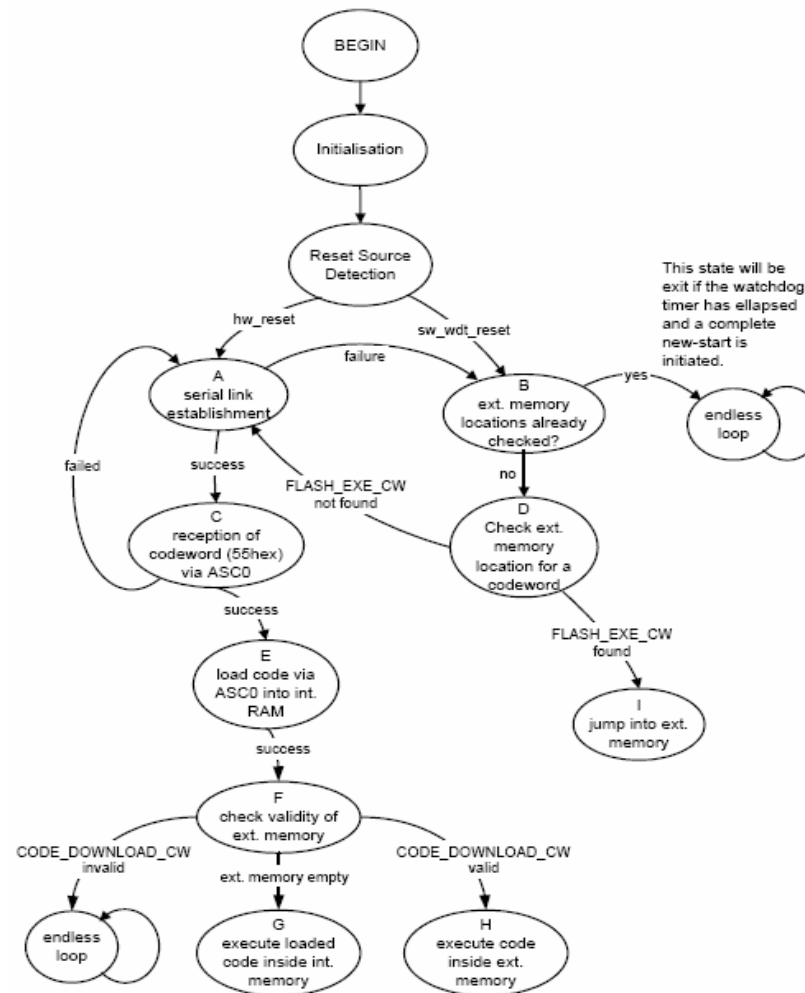 BEGIN
Initialisation
Reset Source
Detection
This state will be
exit if the watchdog
timer has ellapsed
and a complete
new-start is
initiated.
hw_reset
sw_wdt_reset
A
serial link
establishment
failure
B
ext. memory
locations already
checked?
yes
endless
loop
failed
success
FLASH_EXE_CW
not found
no
C
reception of
codeword (55hex)
via ASC0
D
Check ext.
memory
location for a
codeword
success
FLASH_EXE_CW
found
E
load code via
ASC0 into int.
RAM
I
jump into ext.
memory
success
F
check validity of
ext. memory
CODE_DOWNLOAD_CW
invalid
ext. memory empty
CODE_DOWNLOAD_CW
valid
endless
loop
G
execute loaded
code inside int.
memory
H
execute code
inside ext.
memory